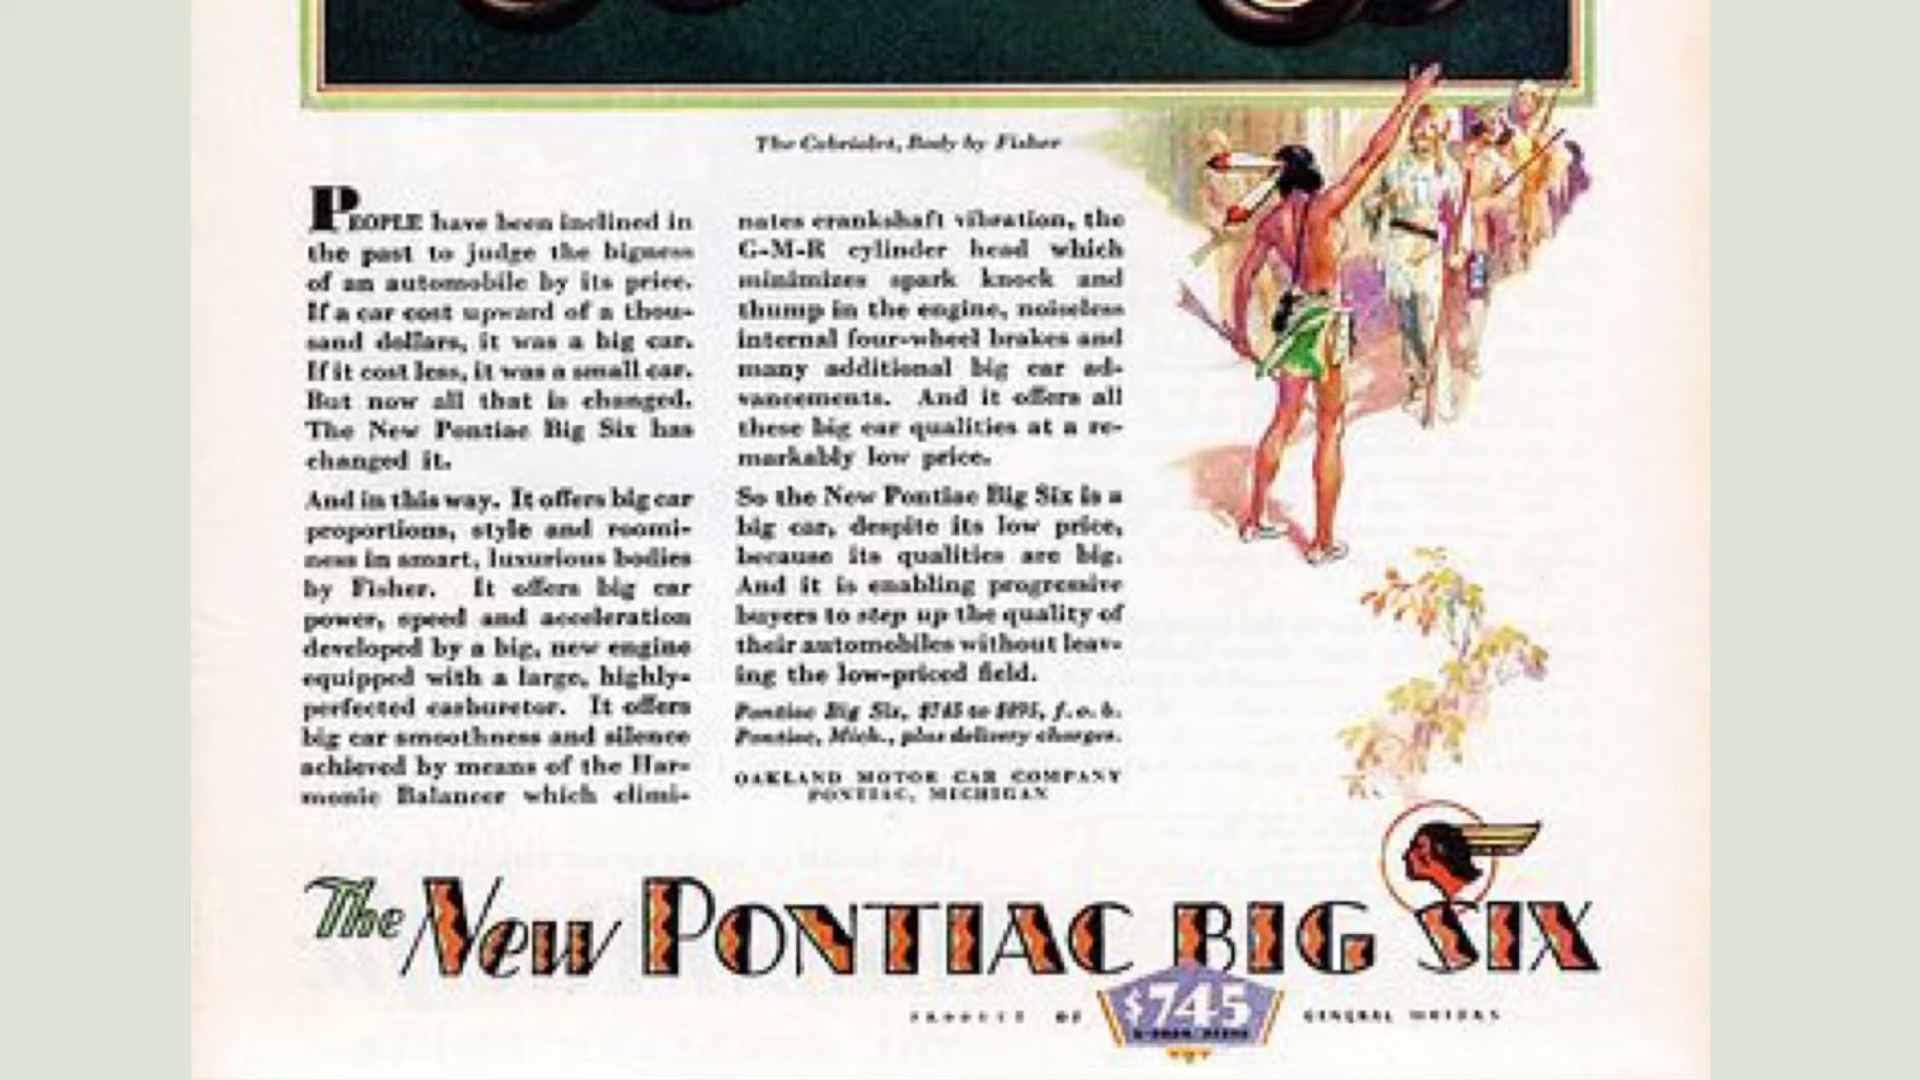 The Cabriolet, Body by Fisher
PEOPLE have been inclined in
the past to judge the bigness
of an automobile by its price.
If a car cost upward of a thou-
sand dollars, it was a big car.
If it cost less, it was a small car.
But now all that is changed.
The New Pontiac Big Six has
changed it.
And in this way. It offers big car
proportions, style and roomi-
ness in smart, luxurious bodies
by Fisher. It offers big car
power, speed and acceleration
developed by a big, new engine
equipped with a large, highly-
perfected carburetor. It offers
big car smoothness and silence
achieved by means of the Har-
monic Balancer which elimi-
nates crankshaft vibration, the
G-M-R cylinder head which
minimizes spark knock and
thump in the engine, noiseless
internal four-wheel brakes and
many additional big car ad-
vancements. And it offers all
these big car qualities at a re-
markably low price.
So the New Pontiac Big Six is a
big car, despite its low price,
because its qualities are big.
And it is enabling progressive
buyers to step up the quality of
their automobiles without leav-
ing the low-priced field.
Pontiac Big Six, $745 to $895, f. o. b.
Pontiac, Mich., plus delivery charges.
OAKLAND MOTOR CAR COMPANY
PONTIAC, MICHIGAN
The New PONTIAC BIG SIX
PRODUCT OF
$745
GENERAL MOTORS